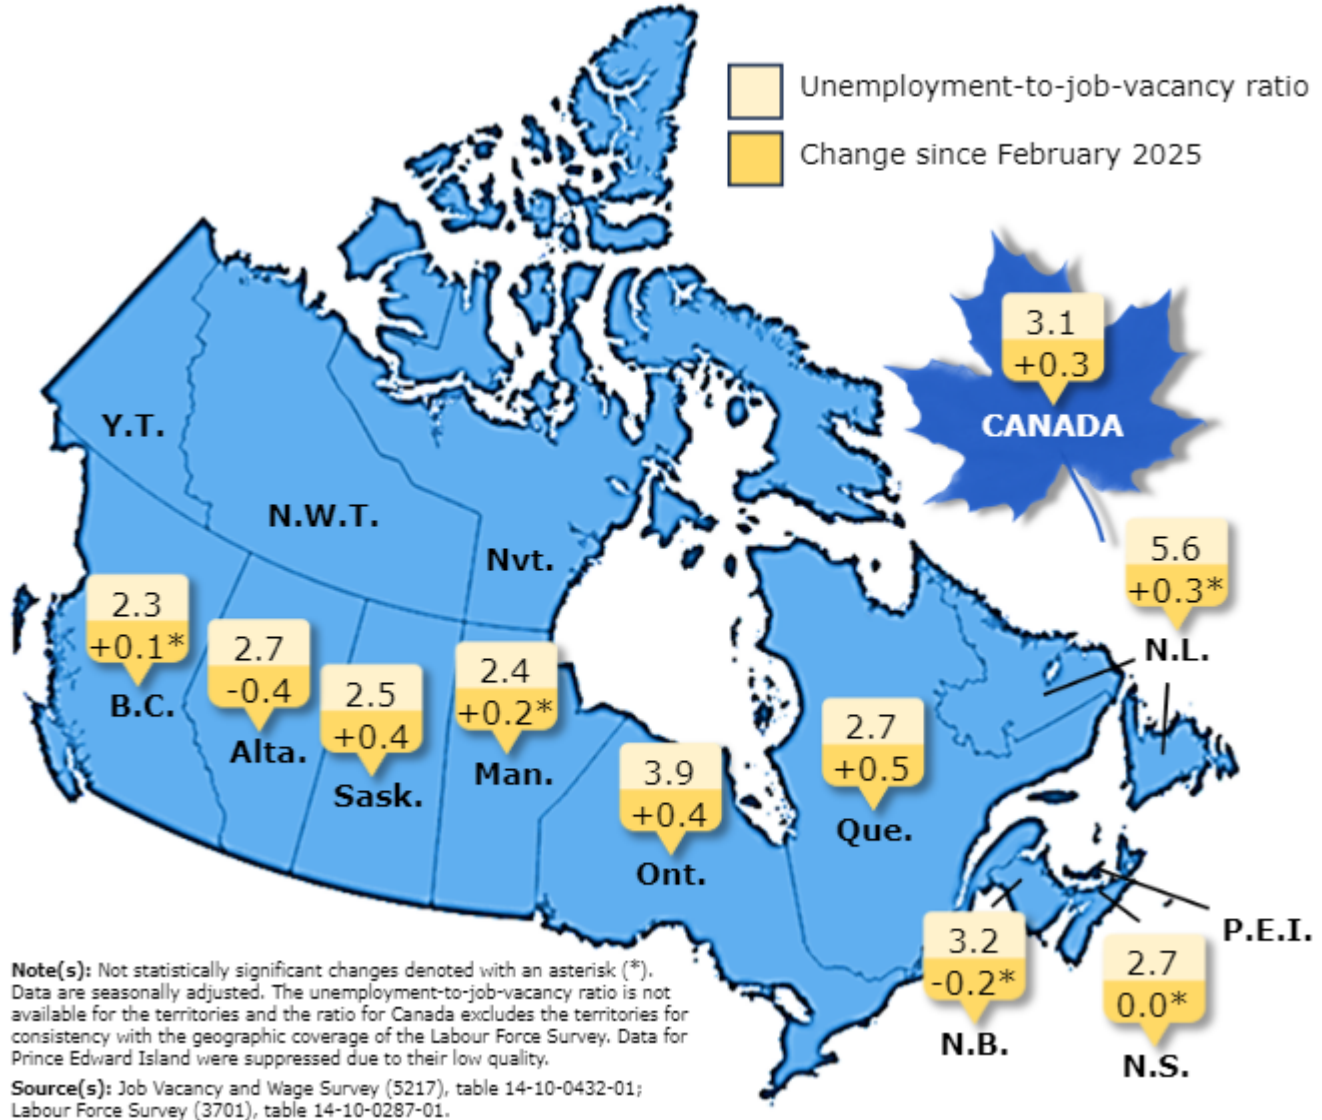 Unemployment-to-job-vacancy ratio
Change since February 2025
3.1
+0.3
CANADA
Y.T.
N.W.T.
Nvt.
5.6
+0.3*
N.L.
2.3
+0.1*
B.C.
2.7
-0.4
Alta.
2.5
+0.4
Sask.
2.4
+0.2*
Man.
3.9
+0.4
Ont.
2.7
+0.5
Que.
P.E.I.
3.2
-0.2*
N.B.
2.7
0.0*
N.S.
Note(s): Not statistically significant changes denoted with an asterisk (*).
Data are seasonally adjusted. The unemployment-to-job-vacancy ratio is not
available for the territories and the ratio for Canada excludes the territories for
consistency with the geographic coverage of the Labour Force Survey. Data for
Prince Edward Island were suppressed due to their low quality.
Source(s): Job Vacancy and Wage Survey (5217), table 14-10-0432-01;
Labour Force Survey (3701), table 14-10-0287-01.